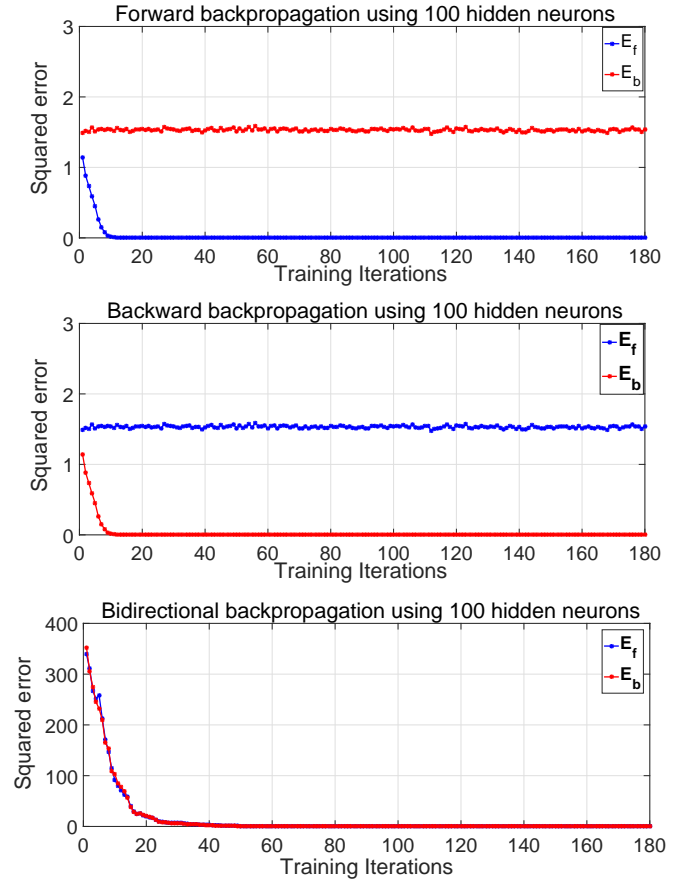 Forward backpropagation using 100 hidden neurons
3
2
1
0
Squared error
E_f
E_b
0 20 40 60 80 100 120 140 160 180
Training Iterations
Backward backpropagation using 100 hidden neurons
3
2
1
0
Squared error
E_f
E_b
0 20 40 60 80 100 120 140 160 180
Training Iterations
Bidirectional backpropagation using 100 hidden neurons
400
300
200
100
0
Squared error
E_f
E_b
0 20 40 60 80 100 120 140 160 180
Training Iterations